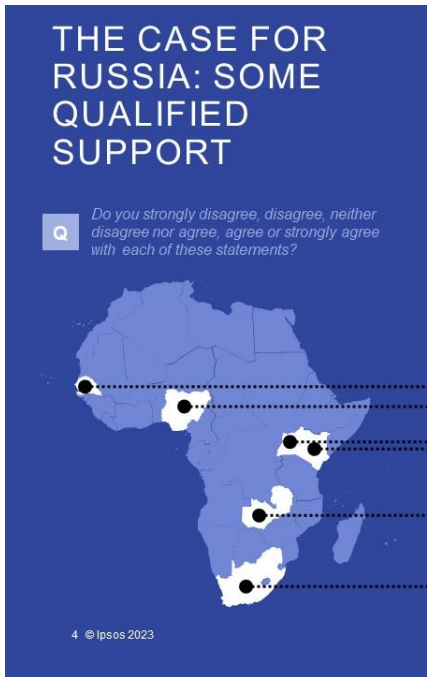 THE CASE FOR
RUSSIA: SOME
QUALIFIED
SUPPORT
Q
Do you strongly disagree, disagree, neither
disagree nor agree, agree or strongly agree
with each of these statements?
4 © Ipsos 2023